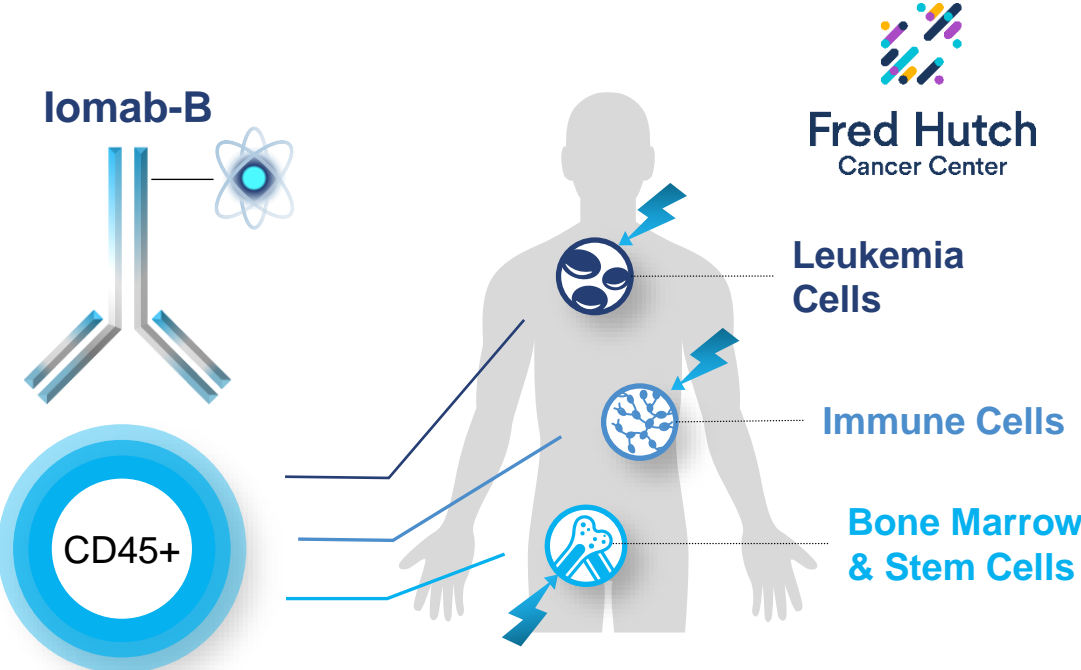 Iomab-B
Fred Hutch
Cancer Center
Leukemia
Cells
Immune Cells
CD45+
Bone Marrow
& Stem Cells